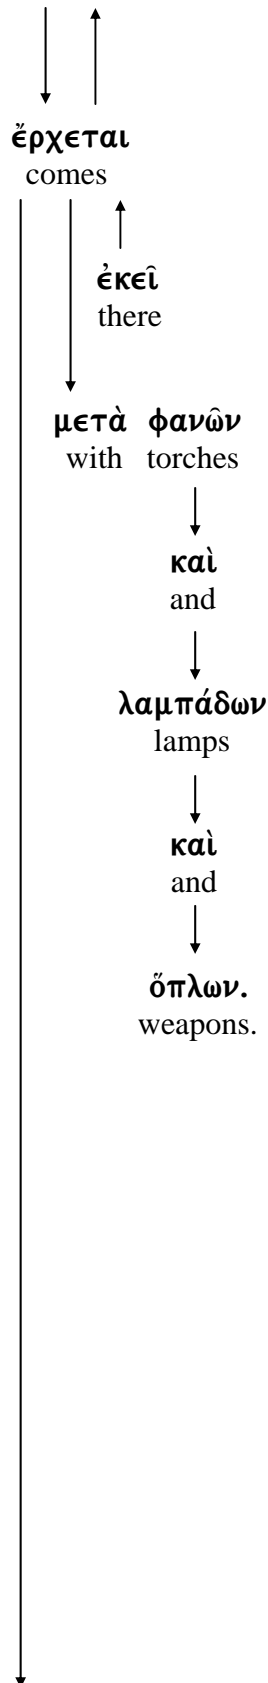 ἔρχεται
comes
ἐκεῖ
there
μετὰ φανῶν
with torches
καὶ
and
λαμπάδων
lamps
καὶ
and
ὅπλων.
weapons.